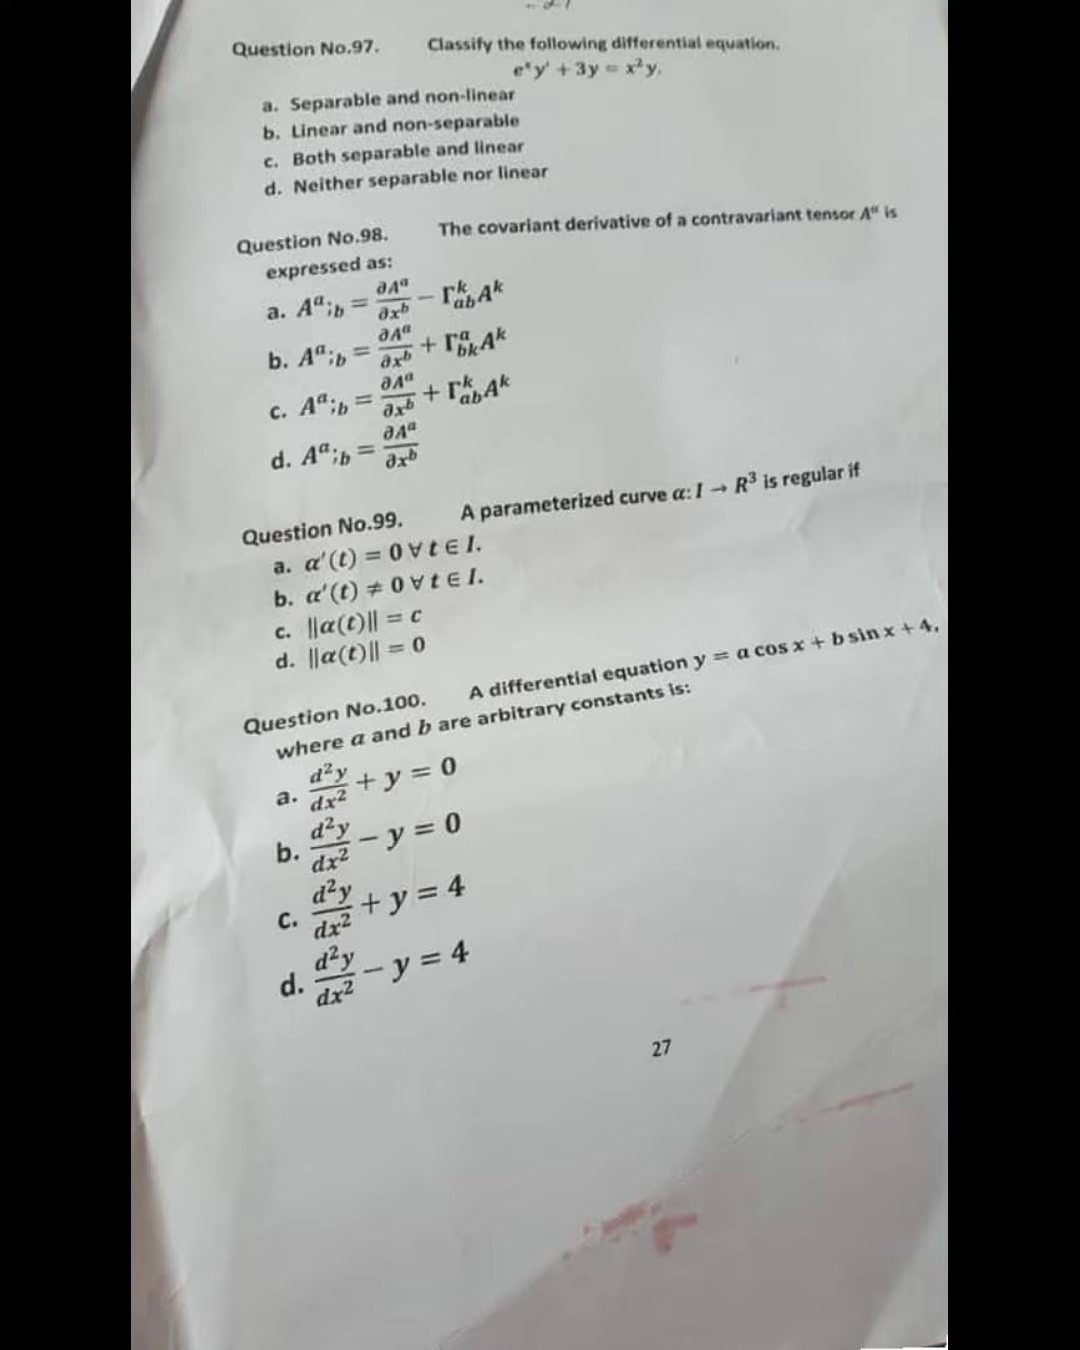 Question No.97. Classify the following differential equation.
eˣy' + 3y = x²y.
a. Separable and non-linear
b. Linear and non-separable
c. Both separable and linear
d. Neither separable nor linear
Question No.98. The covariant derivative of a contravariant tensor Aᵃ is
expressed as:
a. Aᵃ;b = ∂Aᵃ/∂xᵇ − Γᵏ_ab Aᵏ
b. Aᵃ;b = ∂Aᵃ/∂xᵇ + Γᵃ_bk Aᵏ
c. Aᵃ;b = ∂Aᵃ/∂xᵇ + Γᵏ_ab Aᵏ
d. Aᵃ;b = ∂Aᵃ/∂xᵇ
Question No.99. A parameterized curve α: I → R³ is regular if
a. α'(t) = 0 ∀ t ∈ I.
b. α'(t) ≠ 0 ∀ t ∈ I.
c. ||α(t)|| = c
d. ||α(t)|| = 0
Question No.100. A differential equation y = a cos x + b sin x + 4,
where a and b are arbitrary constants is:
a. d²y/dx² + y = 0
b. d²y/dx² − y = 0
c. d²y/dx² + y = 4
d. d²y/dx² − y = 4
27